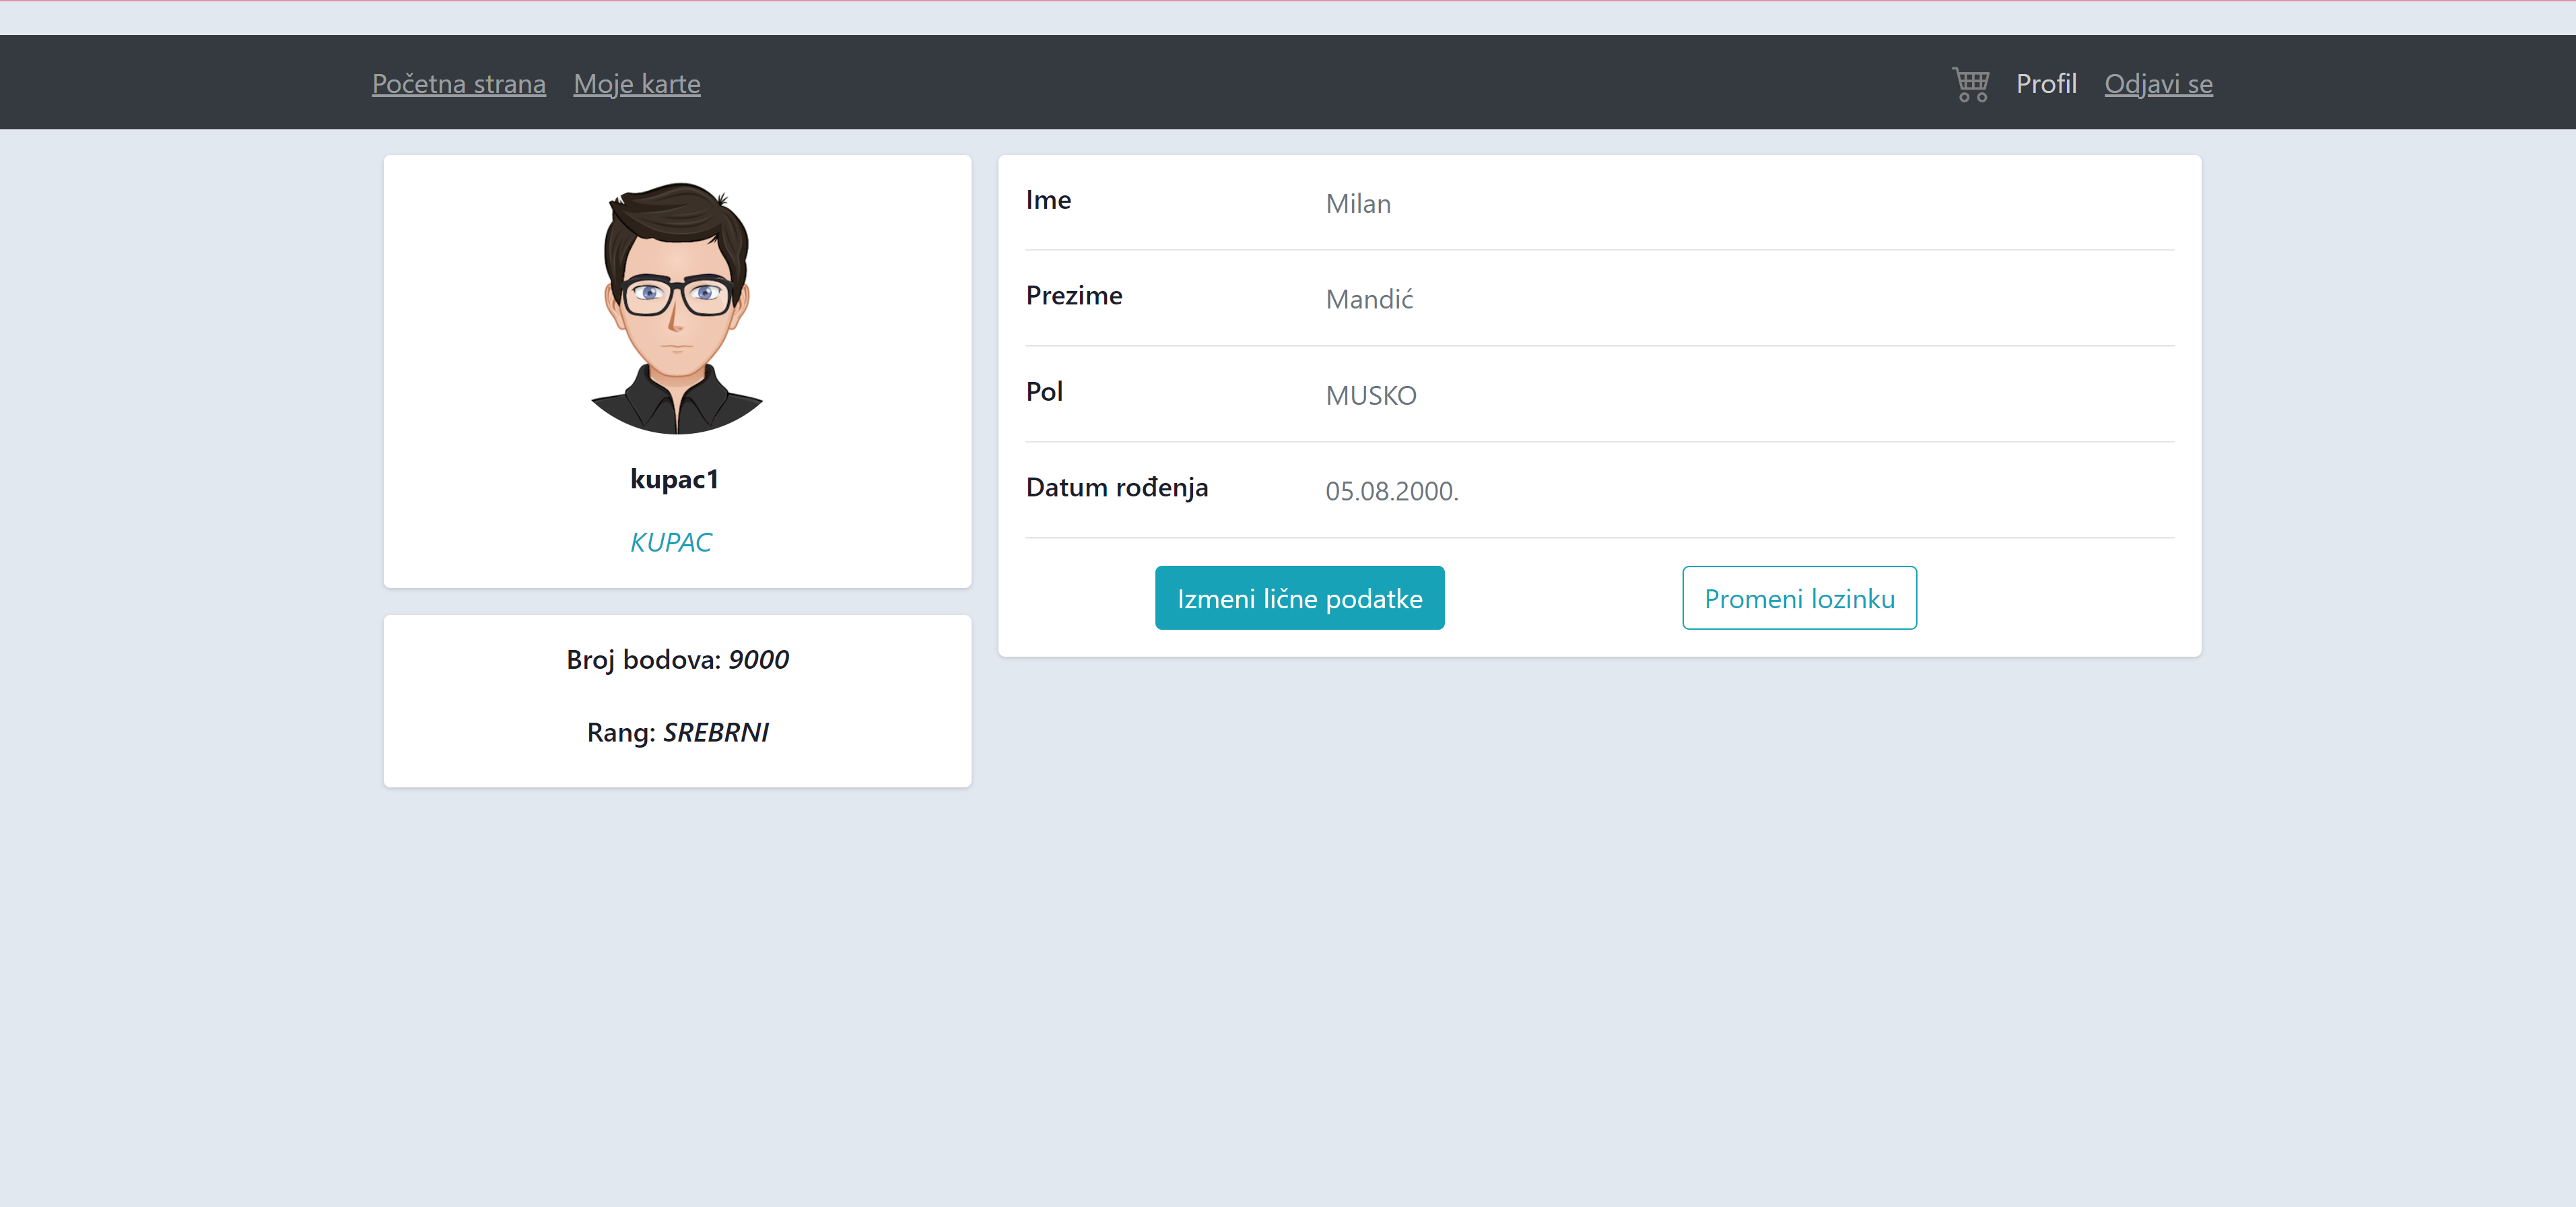 Početna strana Moje karte Profil Odjavi se
kupac1
KUPAC
Broj bodova: 9000
Rang: SREBRNI
Ime Milan
Prezime Mandić
Pol MUSKO
Datum rođenja 05.08.2000.
Izmeni lične podatke Promeni lozinku